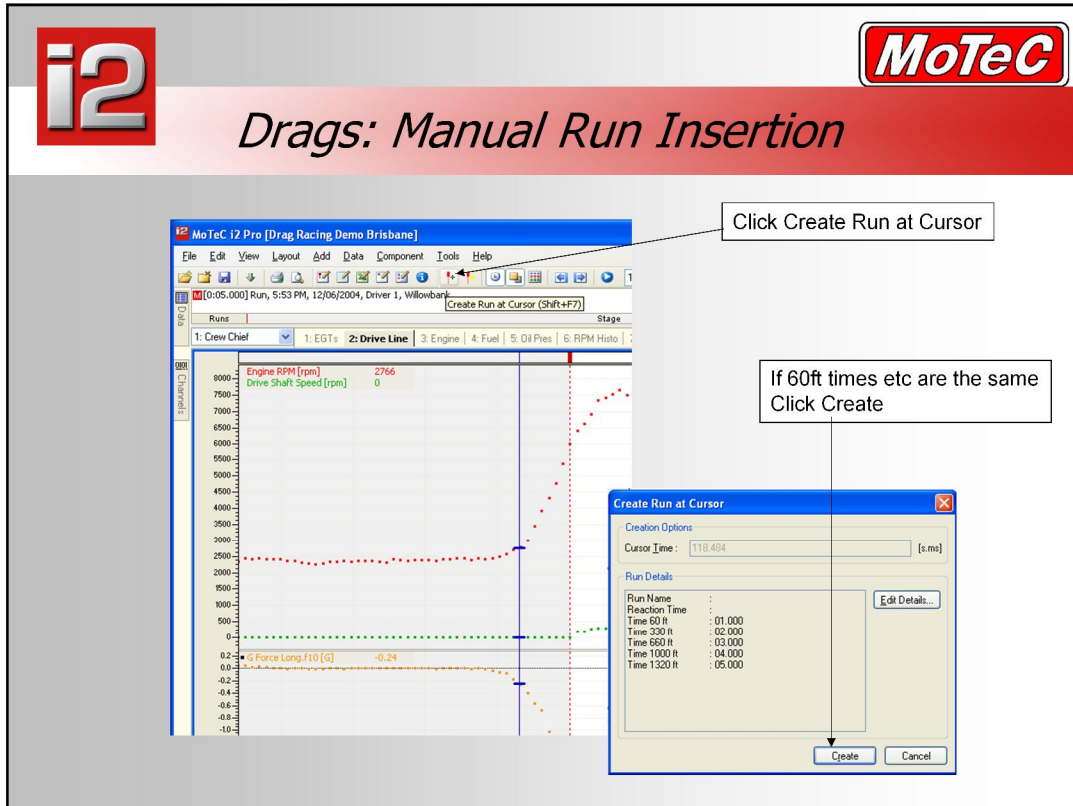 i2
MoTeC
Drags: Manual Run Insertion
Click Create Run at Cursor
MoTeC i2 Pro [Drag Racing Demo Brisbane]
File Edit View Layout Add Data Component Tools Help
[0:05.000] Run, 5:53 PM, 12/06/2004, Driver 1, Willowbank
Create Run at Cursor (Shift+F7)
Data
Runs
Stage
1: Crew Chief
1: EGTs 2: Drive Line 3: Engine 4: Fuel 5: Oil Pres 6: RPM Histo
Channels
Engine RPM [rpm] 2766
Drive Shaft Speed [rpm] 0
8000
7500
7000
6500
6000
5500
5000
4500
4000
3500
3000
2500
2000
1500
1000
500
0
G Force Long.f10 [G] -0.24
0.2
0.0
-0.2
-0.4
-0.6
-0.8
-1.0
If 60ft times etc are the same
Click Create
Create Run at Cursor
Creation Options
Cursor Time : 118.484 [s.ms]
Run Details
Run Name :
Reaction Time :
Time 60 ft : 01.000
Time 330 ft : 02.000
Time 660 ft : 03.000
Time 1000 ft : 04.000
Time 1320 ft : 05.000
Edit Details...
Create Cancel